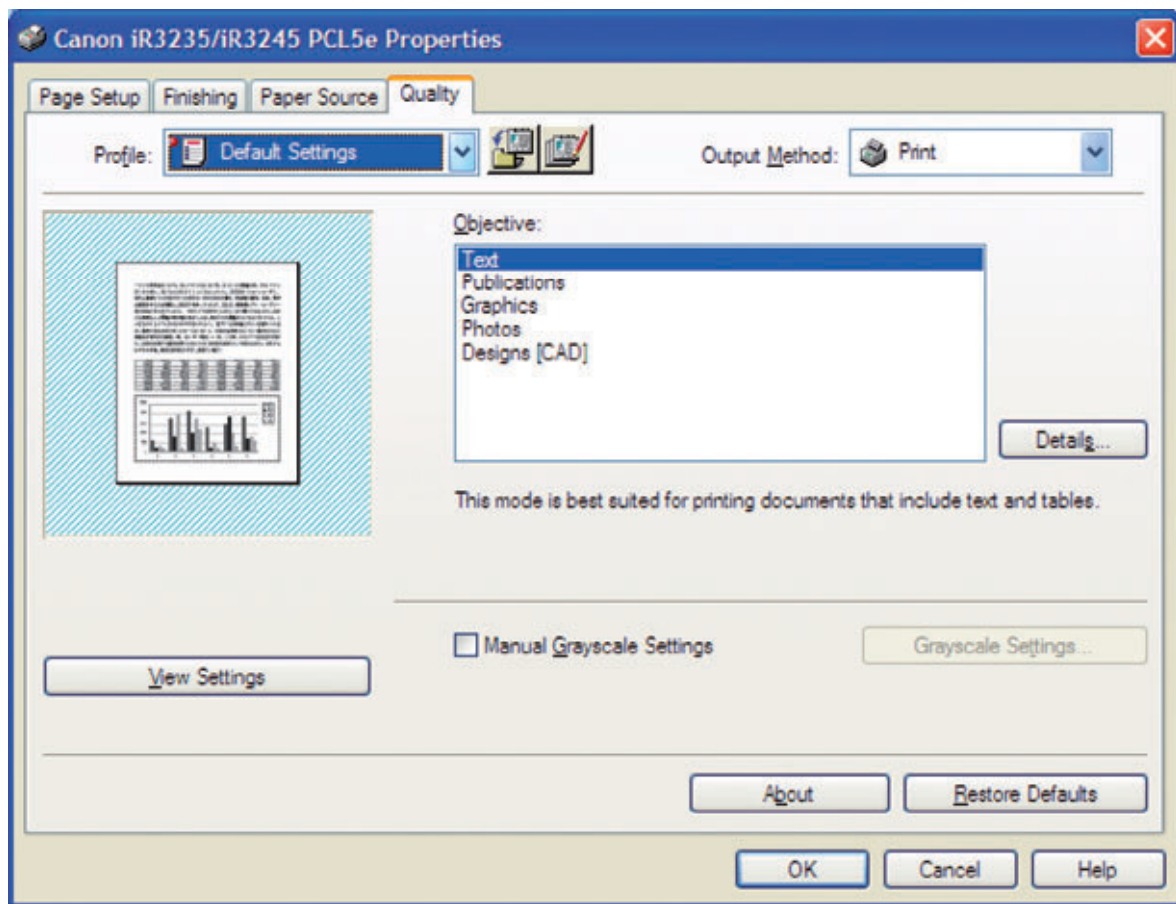 Canon iR3235/iR3245 PCL5e Properties
Page Setup Finishing Paper Source Quality
Profile: Default Settings Output Method: Print
Objective:
Text
Publications
Graphics
Photos
Designs [CAD]
Details...
This mode is best suited for printing documents that include text and tables.
Manual Grayscale Settings Grayscale Settings...
View Settings
About Restore Defaults
OK Cancel Help